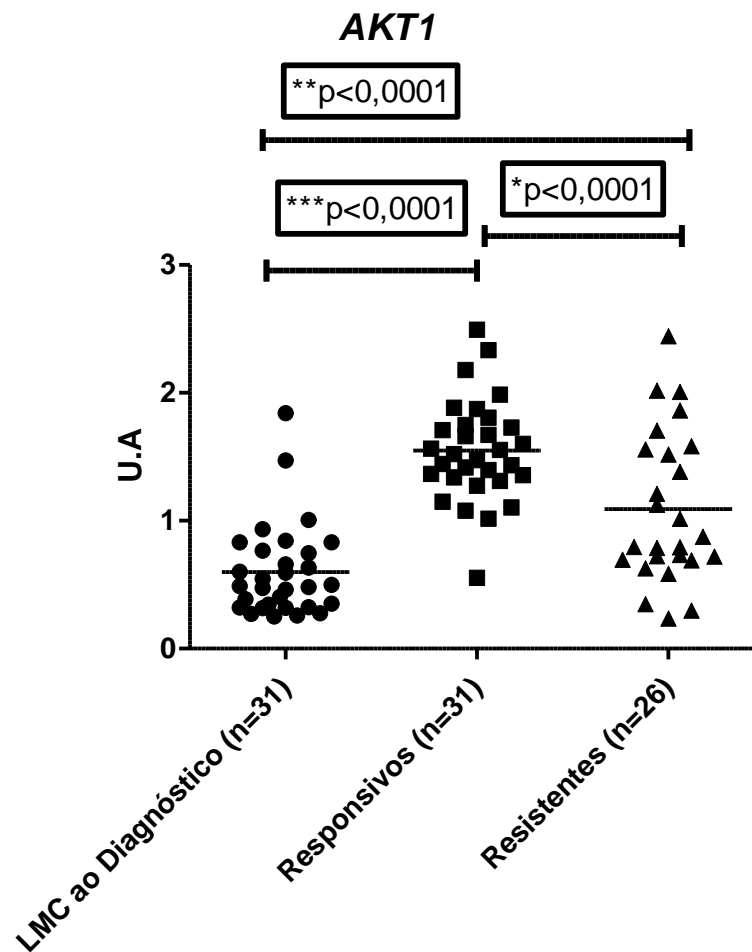 AKT1
**p<0,0001
***p<0,0001
*p<0,0001
3
2
1
0
U.A
LMC ao Diagnóstico (n=31)
Responsivos (n=31)
Resistentes (n=26)